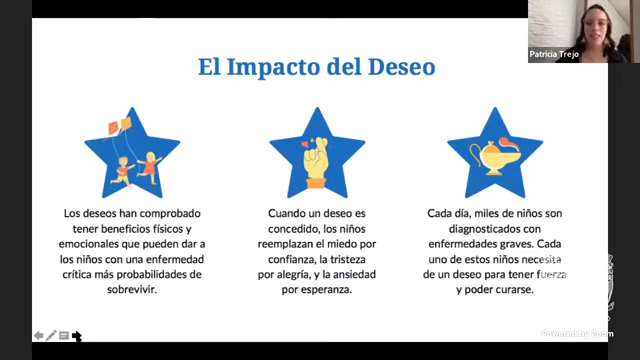 Patricia Trejo
El Impacto del Deseo
Los deseos han comprobado
tener beneficios físicos y
emocionales que pueden dar a
los niños con una enfermedad
crítica más probabilidades de
sobrevivir.
Cuando un deseo es
concedido, los niños
reemplazan el miedo por
confianza, la tristeza
por alegría, y la ansiedad
por esperanza.
Cada día, miles de niños son
diagnosticados con
enfermedades graves. Cada
uno de estos niños necesita
de un deseo para tener fuerza
y poder curarse.
Powered by Zoom